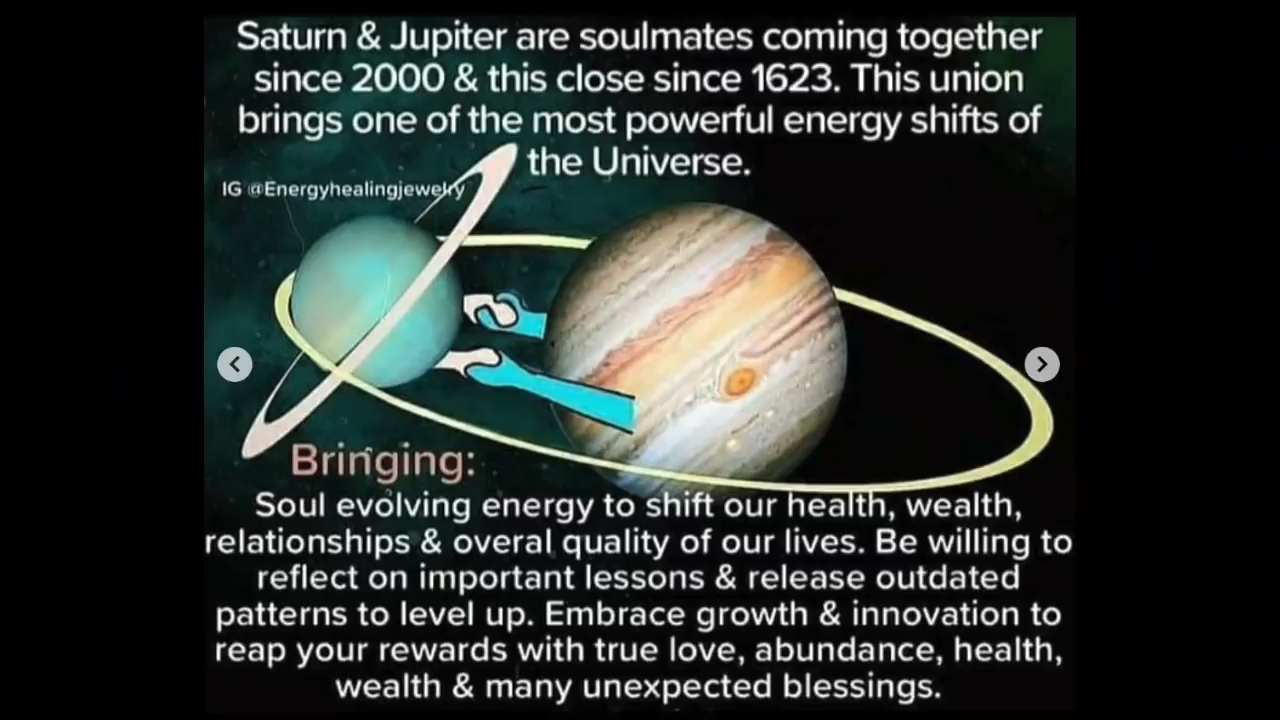 Saturn & Jupiter are soulmates coming together
since 2000 & this close since 1623. This union
brings one of the most powerful energy shifts of
the Universe.
IG @Energyhealingjewelry
Bringing:
Soul evolving energy to shift our health, wealth,
relationships & overal quality of our lives. Be willing to
reflect on important lessons & release outdated
patterns to level up. Embrace growth & innovation to
reap your rewards with true love, abundance, health,
wealth & many unexpected blessings.